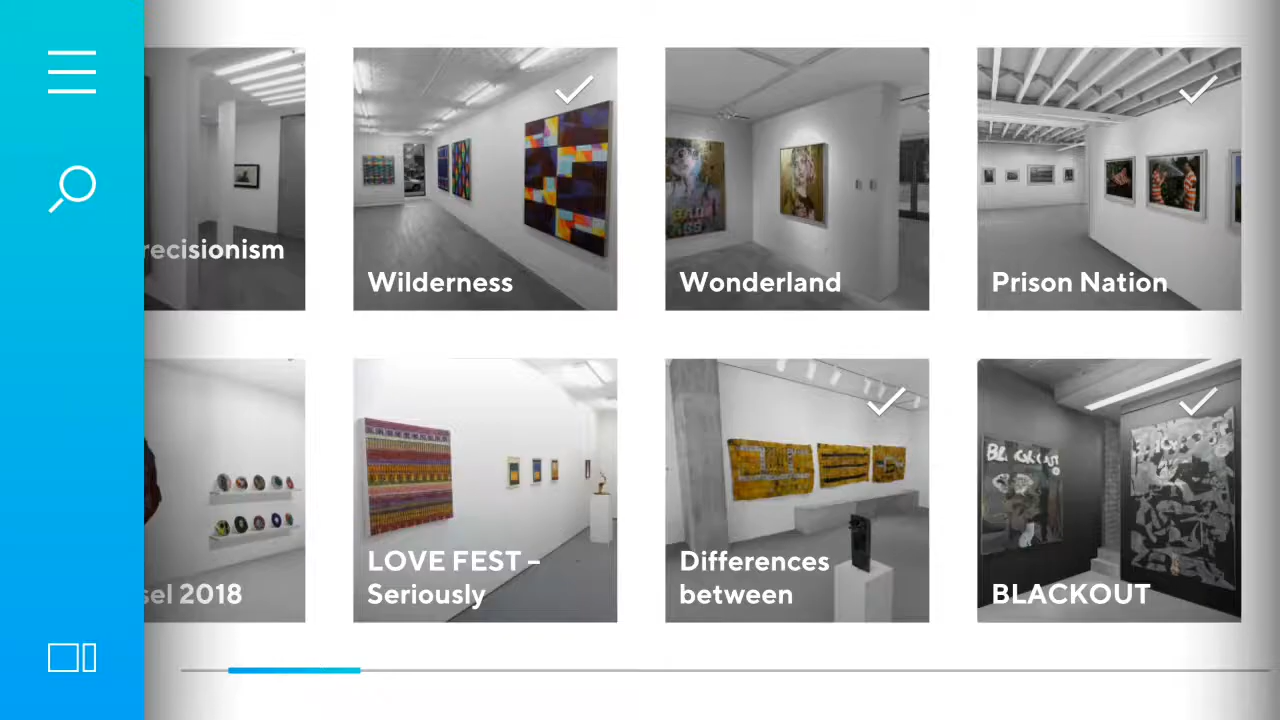 recisionism
Wilderness
Wonderland
Prison Nation
sel 2018
LOVE FEST –
Seriously
Differences
between
BLACKOUT